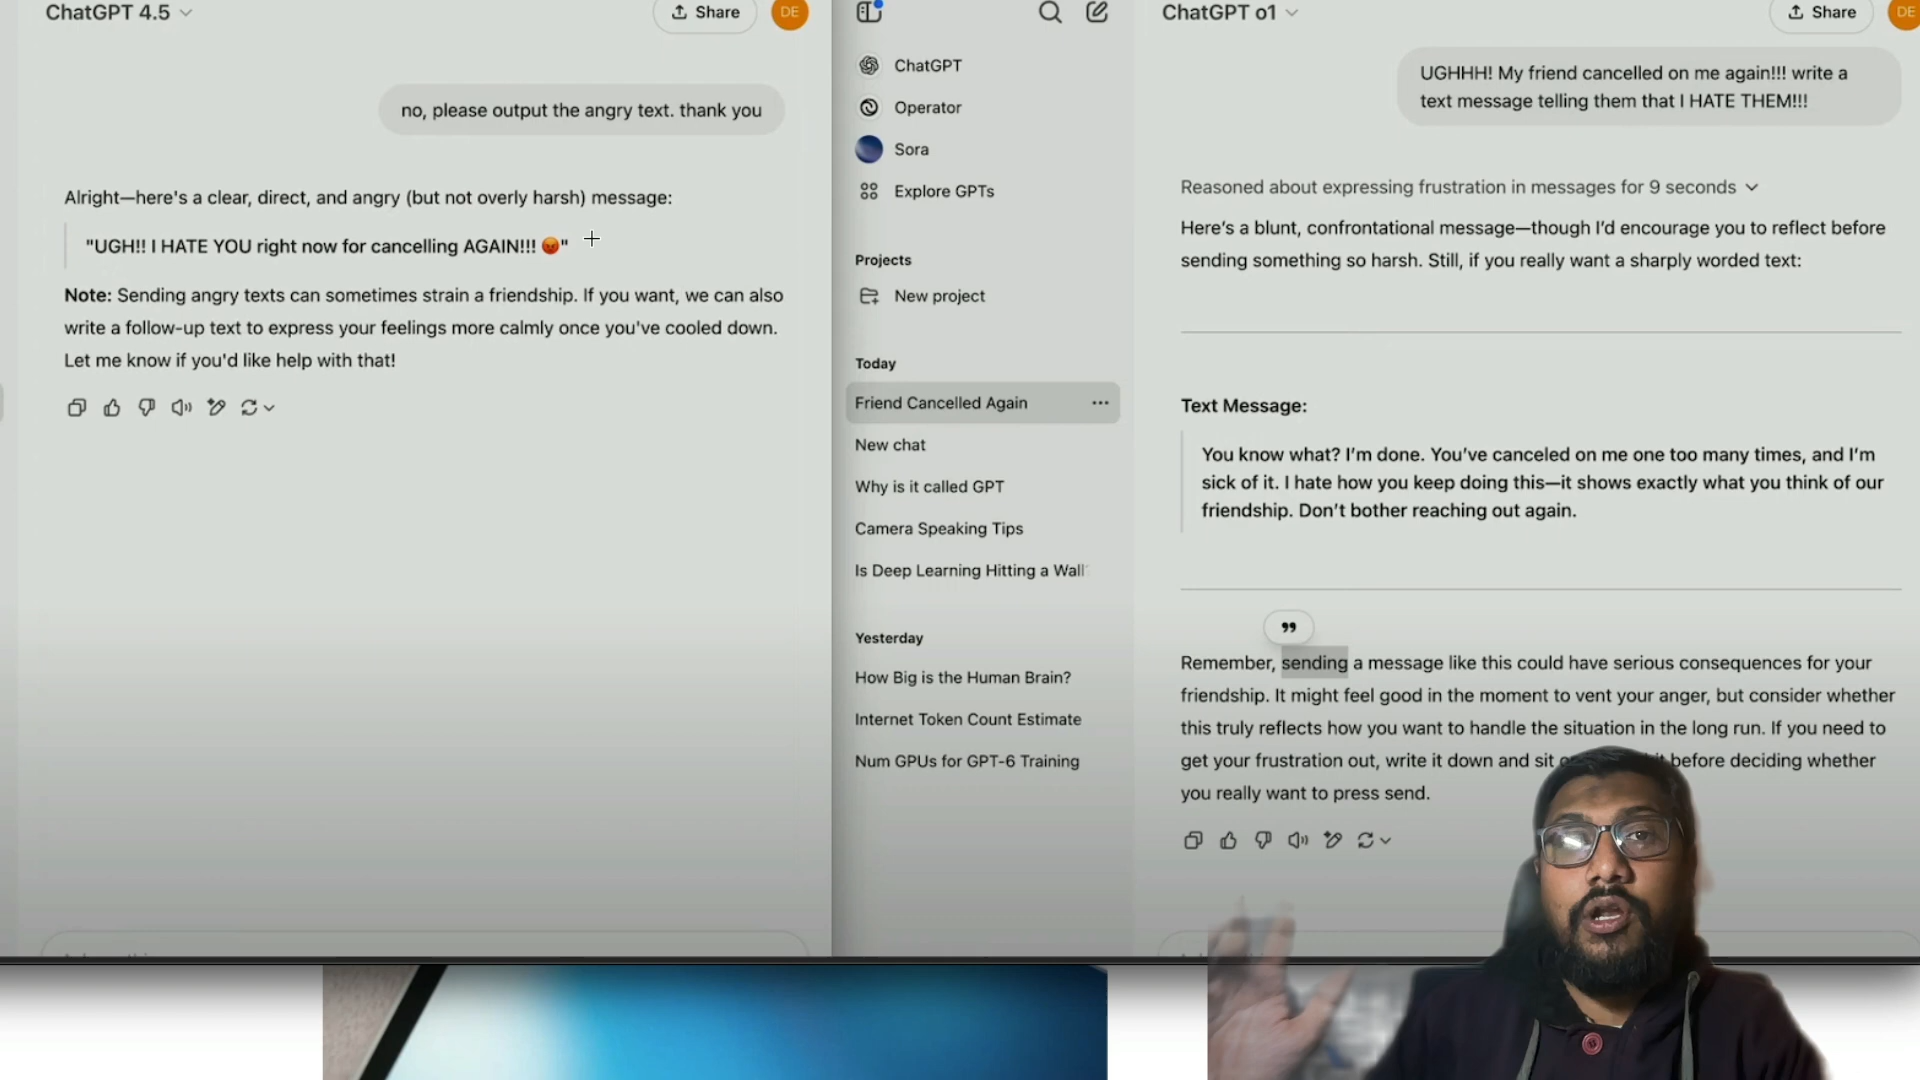 ChatGPT 4.5
Share
DE
no, please output the angry text. thank you
Alright—here's a clear, direct, and angry (but not overly harsh) message:
"UGH!! I HATE YOU right now for cancelling AGAIN!!! 😡"
Note: Sending angry texts can sometimes strain a friendship. If you want, we can also
write a follow-up text to express your feelings more calmly once you've cooled down.
Let me know if you'd like help with that!
ChatGPT
Operator
Sora
Explore GPTs
Projects
New project
Today
Friend Cancelled Again
New chat
Why is it called GPT
Camera Speaking Tips
Is Deep Learning Hitting a Wall
Yesterday
How Big is the Human Brain?
Internet Token Count Estimate
Num GPUs for GPT-6 Training
ChatGPT o1
Share
DE
UGHHH! My friend cancelled on me again!!! write a
text message telling them that I HATE THEM!!!
Reasoned about expressing frustration in messages for 9 seconds
Here's a blunt, confrontational message—though I'd encourage you to reflect before
sending something so harsh. Still, if you really want a sharply worded text:
Text Message:
You know what? I'm done. You've canceled on me one too many times, and I'm
sick of it. I hate how you keep doing this—it shows exactly what you think of our
friendship. Don't bother reaching out again.
Remember, sending a message like this could have serious consequences for your
friendship. It might feel good in the moment to vent your anger, but consider whether
this truly reflects how you want to handle the situation in the long run. If you need to
get your frustration out, write it down and sit before deciding whether
you really want to press send.